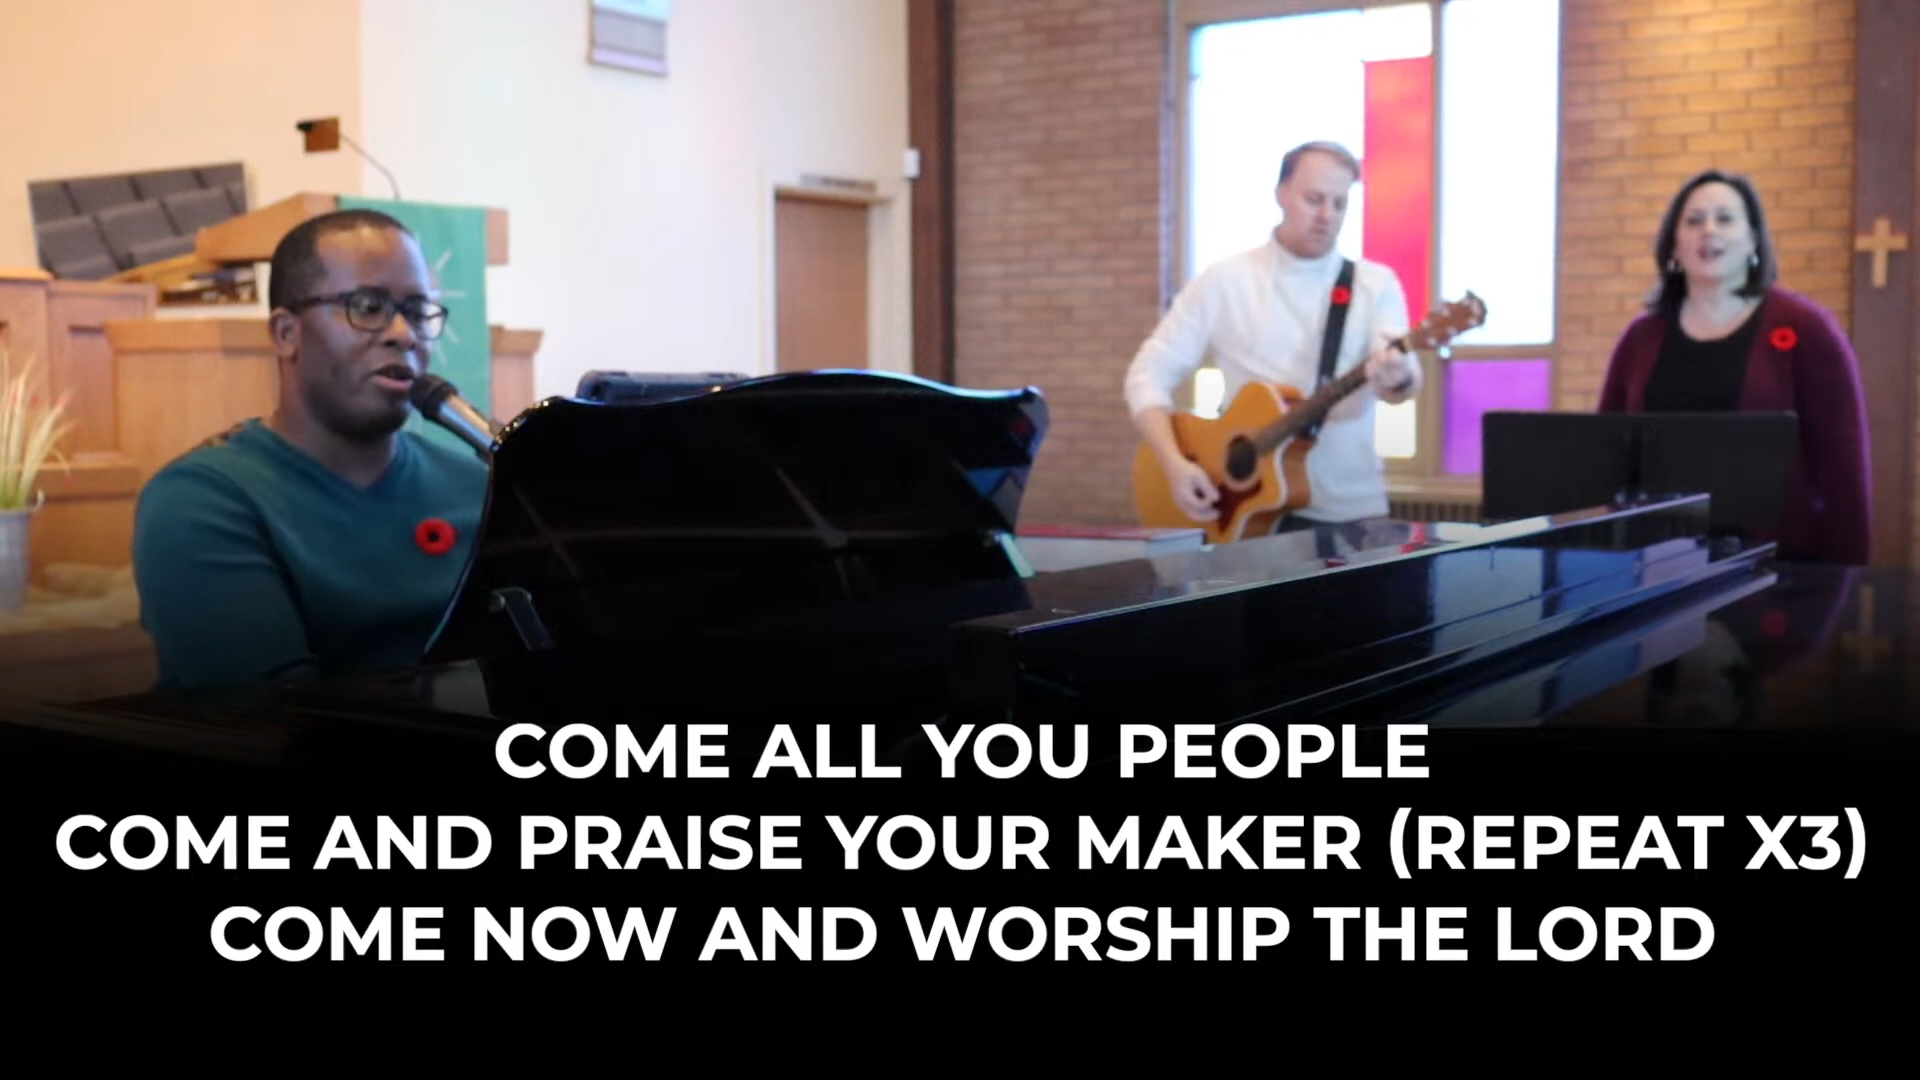 COME ALL YOU PEOPLE
COME AND PRAISE YOUR MAKER (REPEAT X3)
COME NOW AND WORSHIP THE LORD